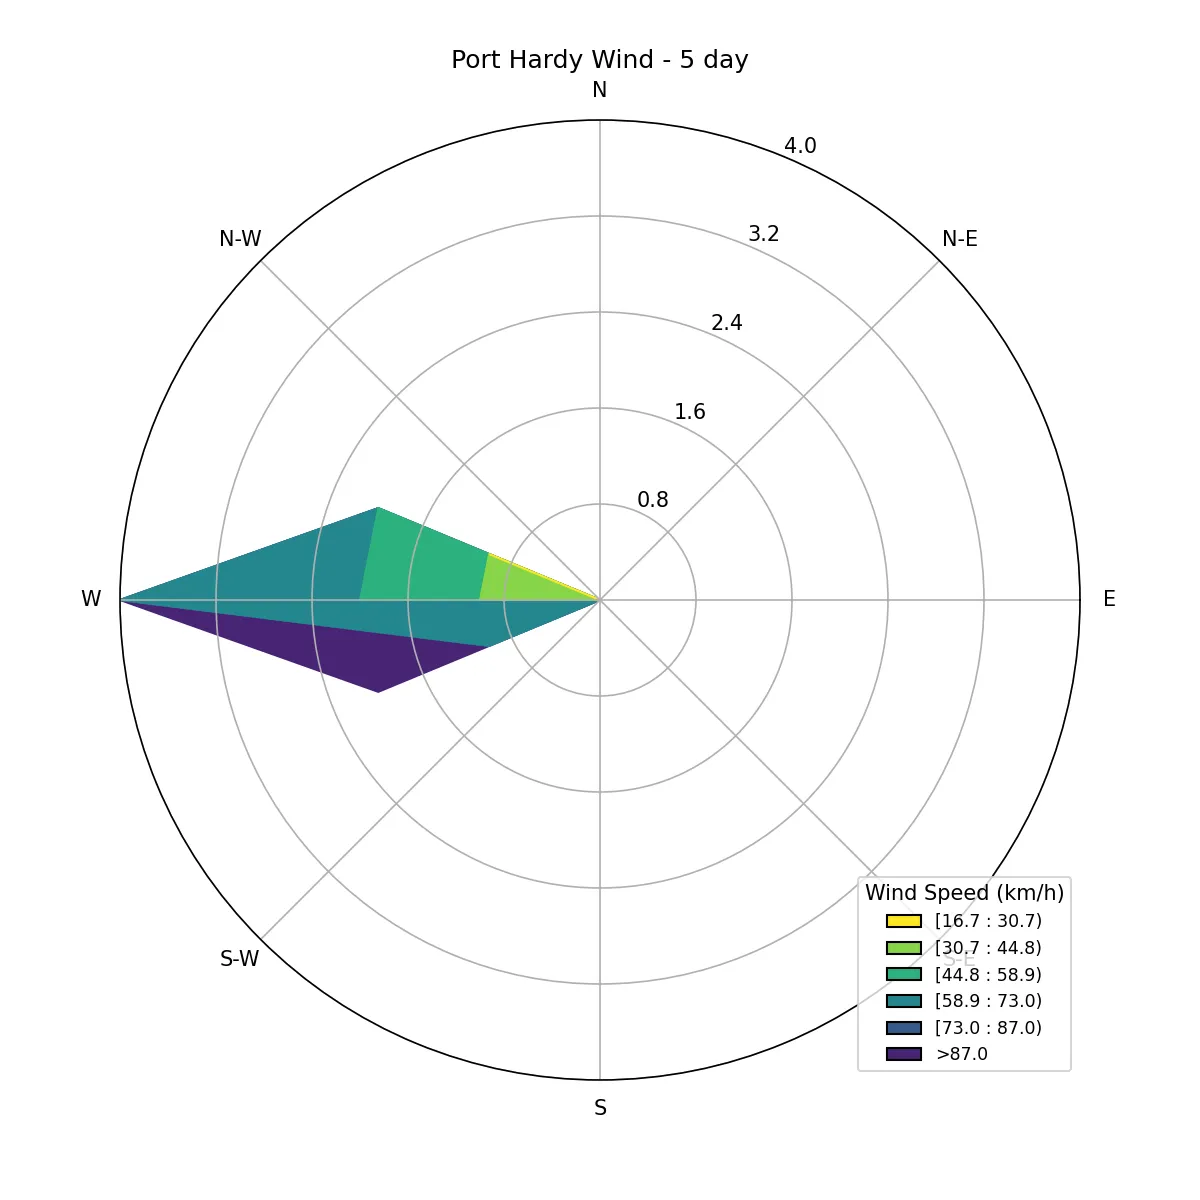 Port Hardy Wind - 5 day
N
4.0
N-W
3.2
N-E
2.4
1.6
0.8
W
E
Wind Speed (km/h)
[16.7 : 30.7)
[30.7 : 44.8)
S-W
S-E
[44.8 : 58.9)
[58.9 : 73.0)
[73.0 : 87.0)
>87.0
S